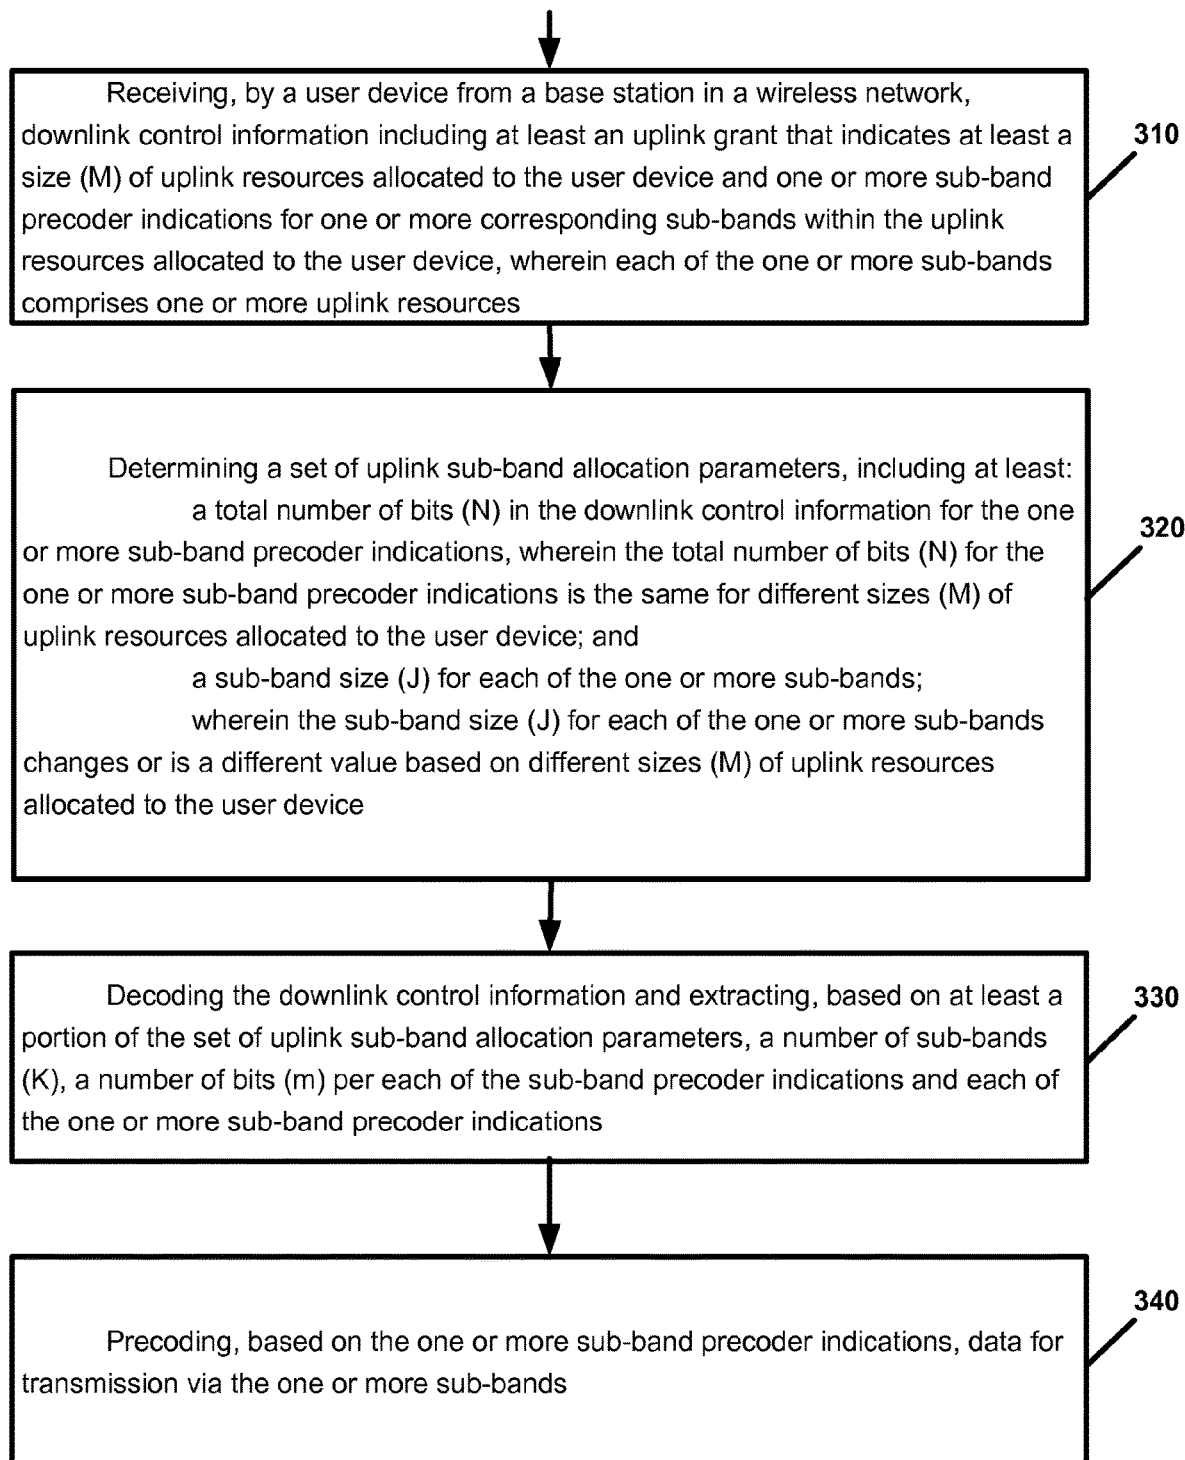 Receiving, by a user device from a base station in a wireless network,
downlink control information including at least an uplink grant that indicates at least a
size (M) of uplink resources allocated to the user device and one or more sub-band
precoder indications for one or more corresponding sub-bands within the uplink
resources allocated to the user device, wherein each of the one or more sub-bands
comprises one or more uplink resources
310
Determining a set of uplink sub-band allocation parameters, including at least:
a total number of bits (N) in the downlink control information for the one
or more sub-band precoder indications, wherein the total number of bits (N) for the
one or more sub-band precoder indications is the same for different sizes (M) of
uplink resources allocated to the user device; and
a sub-band size (J) for each of the one or more sub-bands;
wherein the sub-band size (J) for each of the one or more sub-bands
changes or is a different value based on different sizes (M) of uplink resources
allocated to the user device
320
Decoding the downlink control information and extracting, based on at least a
portion of the set of uplink sub-band allocation parameters, a number of sub-bands
(K), a number of bits (m) per each of the sub-band precoder indications and each of
the one or more sub-band precoder indications
330
Precoding, based on the one or more sub-band precoder indications, data for
transmission via the one or more sub-bands
340